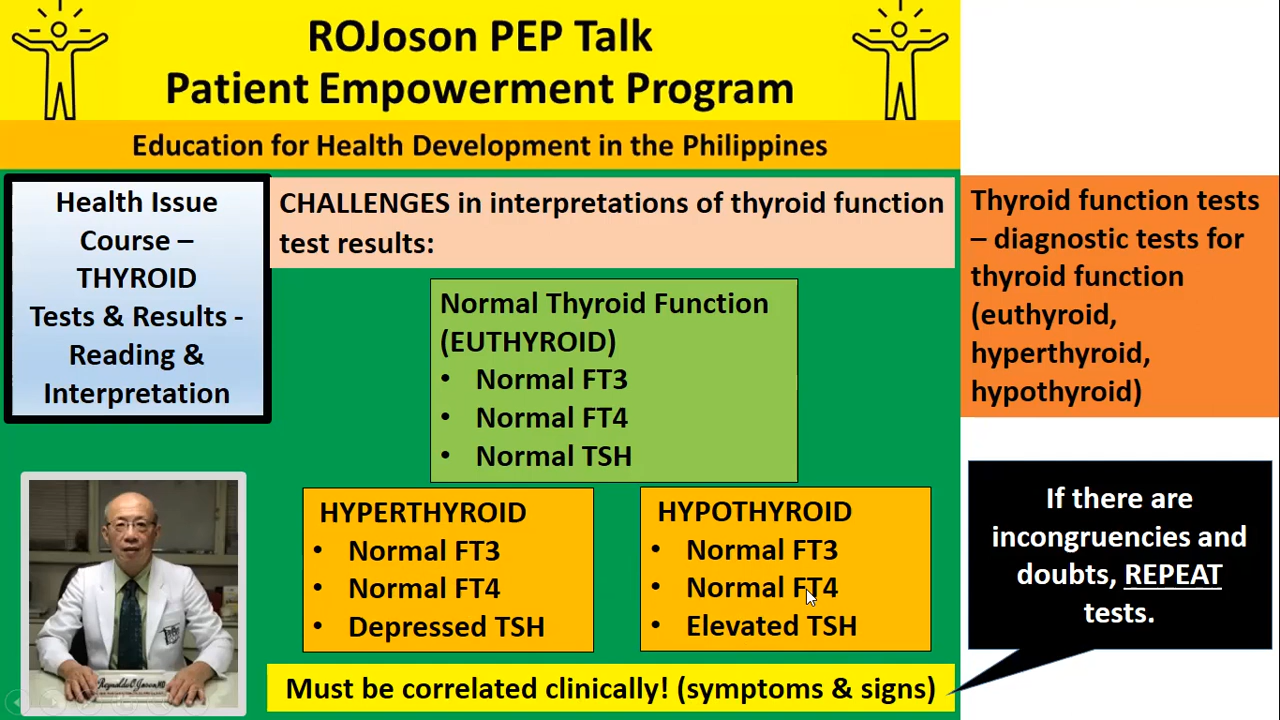 ROJoson PEP Talk
Patient Empowerment Program
Education for Health Development in the Philippines
Health Issue
Course –
THYROID
Tests & Results -
Reading &
Interpretation
CHALLENGES in interpretations of thyroid function
test results:
Normal Thyroid Function
(EUTHYROID)
• Normal FT3
• Normal FT4
• Normal TSH
HYPERTHYROID
• Normal FT3
• Normal FT4
• Depressed TSH
HYPOTHYROID
• Normal FT3
• Normal FT4
• Elevated TSH
Must be correlated clinically! (symptoms & signs)
Thyroid function tests
– diagnostic tests for
thyroid function
(euthyroid,
hyperthyroid,
hypothyroid)
If there are
incongruencies and
doubts, REPEAT
tests.
Reynaldo O. Joson, MD